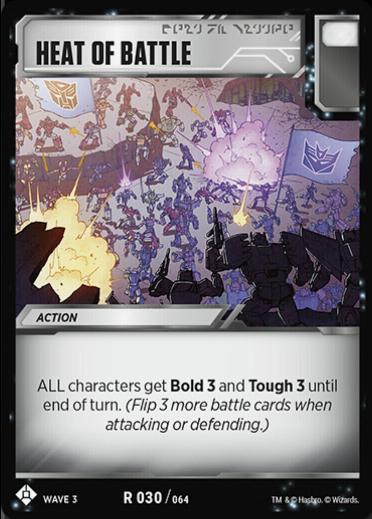 HEAT OF BATTLE
ACTION
ALL characters get Bold 3 and Tough 3 until
end of turn. (Flip 3 more battle cards when
attacking or defending.)
WAVE 3
R 030/064
TM & © Hasbro. © Wizards.